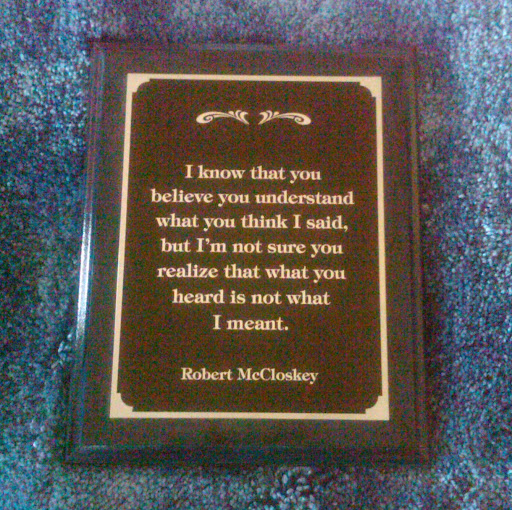 I know that you
believe you understand
what you think I said,
but I'm not sure you
realize that what you
heard is not what
I meant.
Robert McCloskey